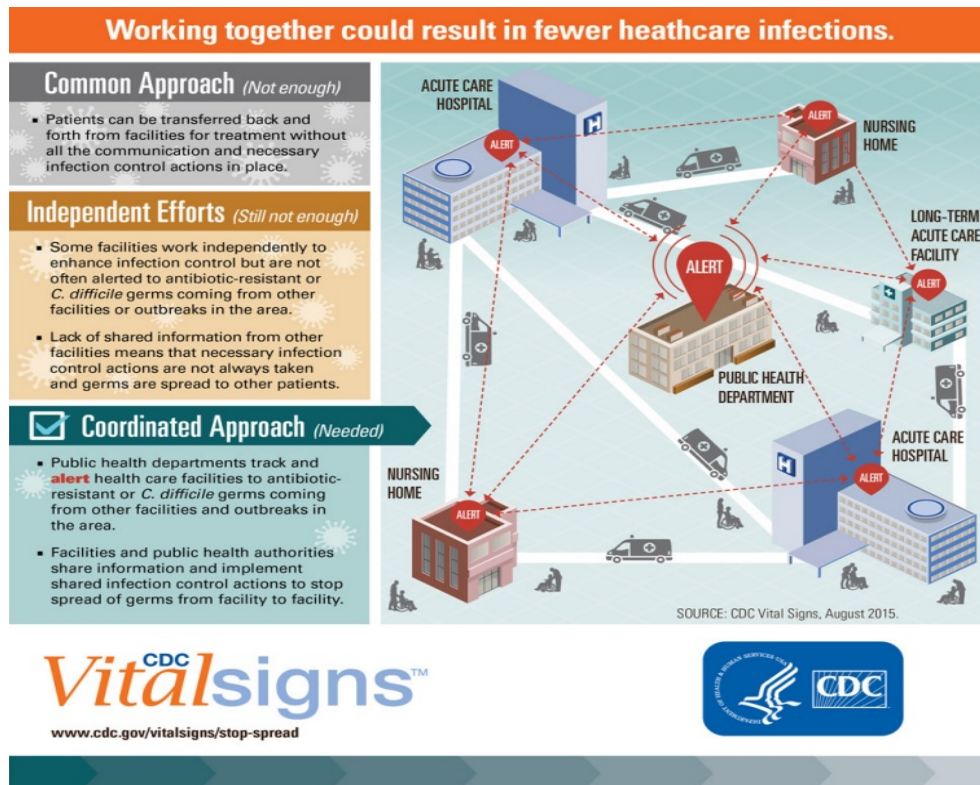 Working together could result in fewer heathcare infections.
Common Approach (Not enough)
▪ Patients can be transferred back and
forth from facilities for treatment without
all the communication and necessary
infection control actions in place.
Independent Efforts (Still not enough)
▪ Some facilities work independently to
enhance infection control but are not
often alerted to antibiotic-resistant or
C. difficile germs coming from other
facilities or outbreaks in the area.
▪ Lack of shared information from other
facilities means that necessary infection
control actions are not always taken
and germs are spread to other patients.
Coordinated Approach (Needed)
▪ Public health departments track and
alert health care facilities to antibiotic-
resistant or C. difficile germs coming
from other facilities and outbreaks in
the area.
▪ Facilities and public health authorities
share information and implement
shared infection control actions to stop
spread of germs from facility to facility.
ACUTE CARE
HOSPITAL
H
ALERT
ALERT
NURSING
HOME
LONG-TERM
ACUTE CARE
FACILITY
ALERT
ALERT
PUBLIC HEALTH
DEPARTMENT
NURSING
HOME
ALERT
ACUTE CARE
HOSPITAL
H
ALERT
SOURCE: CDC Vital Signs, August 2015.
CDC
Vitalsigns™
www.cdc.gov/vitalsigns/stop-spread
DEPARTMENT OF HEALTH & HUMAN SERVICES•USA
CDC